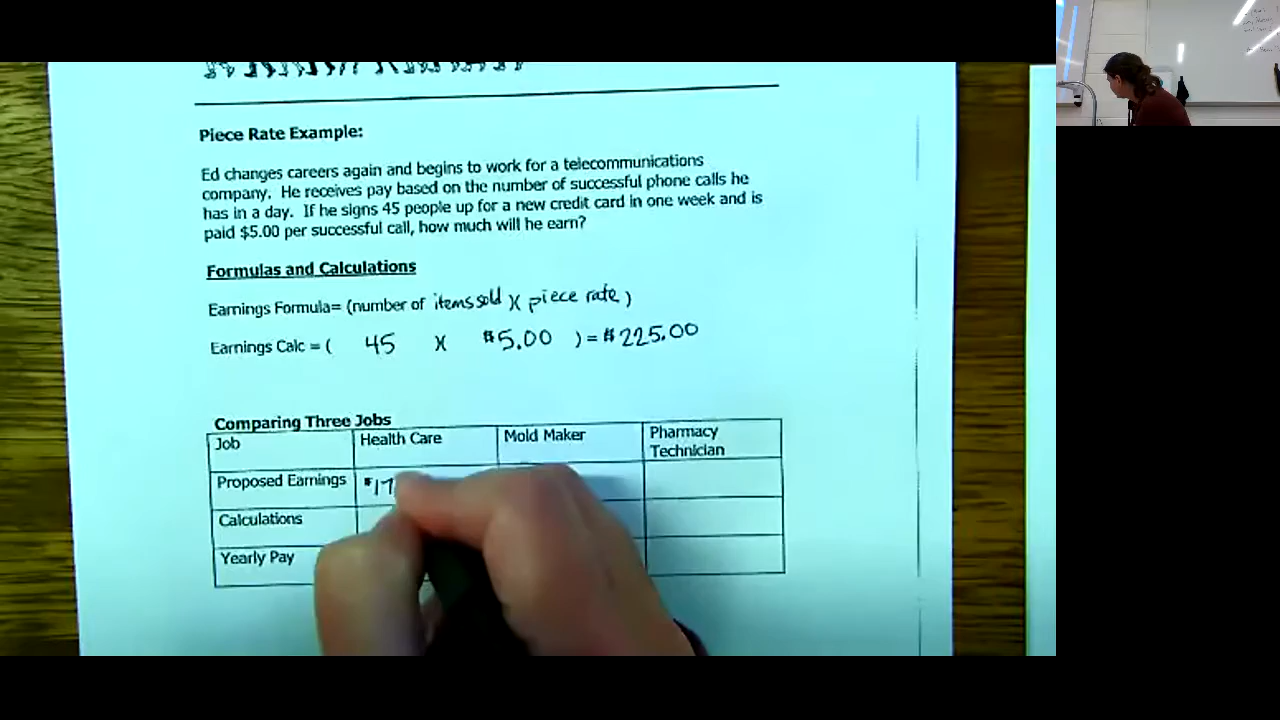 Piece Rate Example:
Ed changes careers again and begins to work for a telecommunications
company. He receives pay based on the number of successful phone calls he
has in a day. If he signs 45 people up for a new credit card in one week and is
paid $5.00 per successful call, how much will he earn?
Formulas and Calculations
Earnings Formula= (number of items sold)(piece rate)
Earnings Calc = ( 45 x $5.00 ) = $225.00
Comparing Three Jobs
Job Health Care Mold Maker Pharmacy Technician
Proposed Earnings $17
Calculations
Yearly Pay